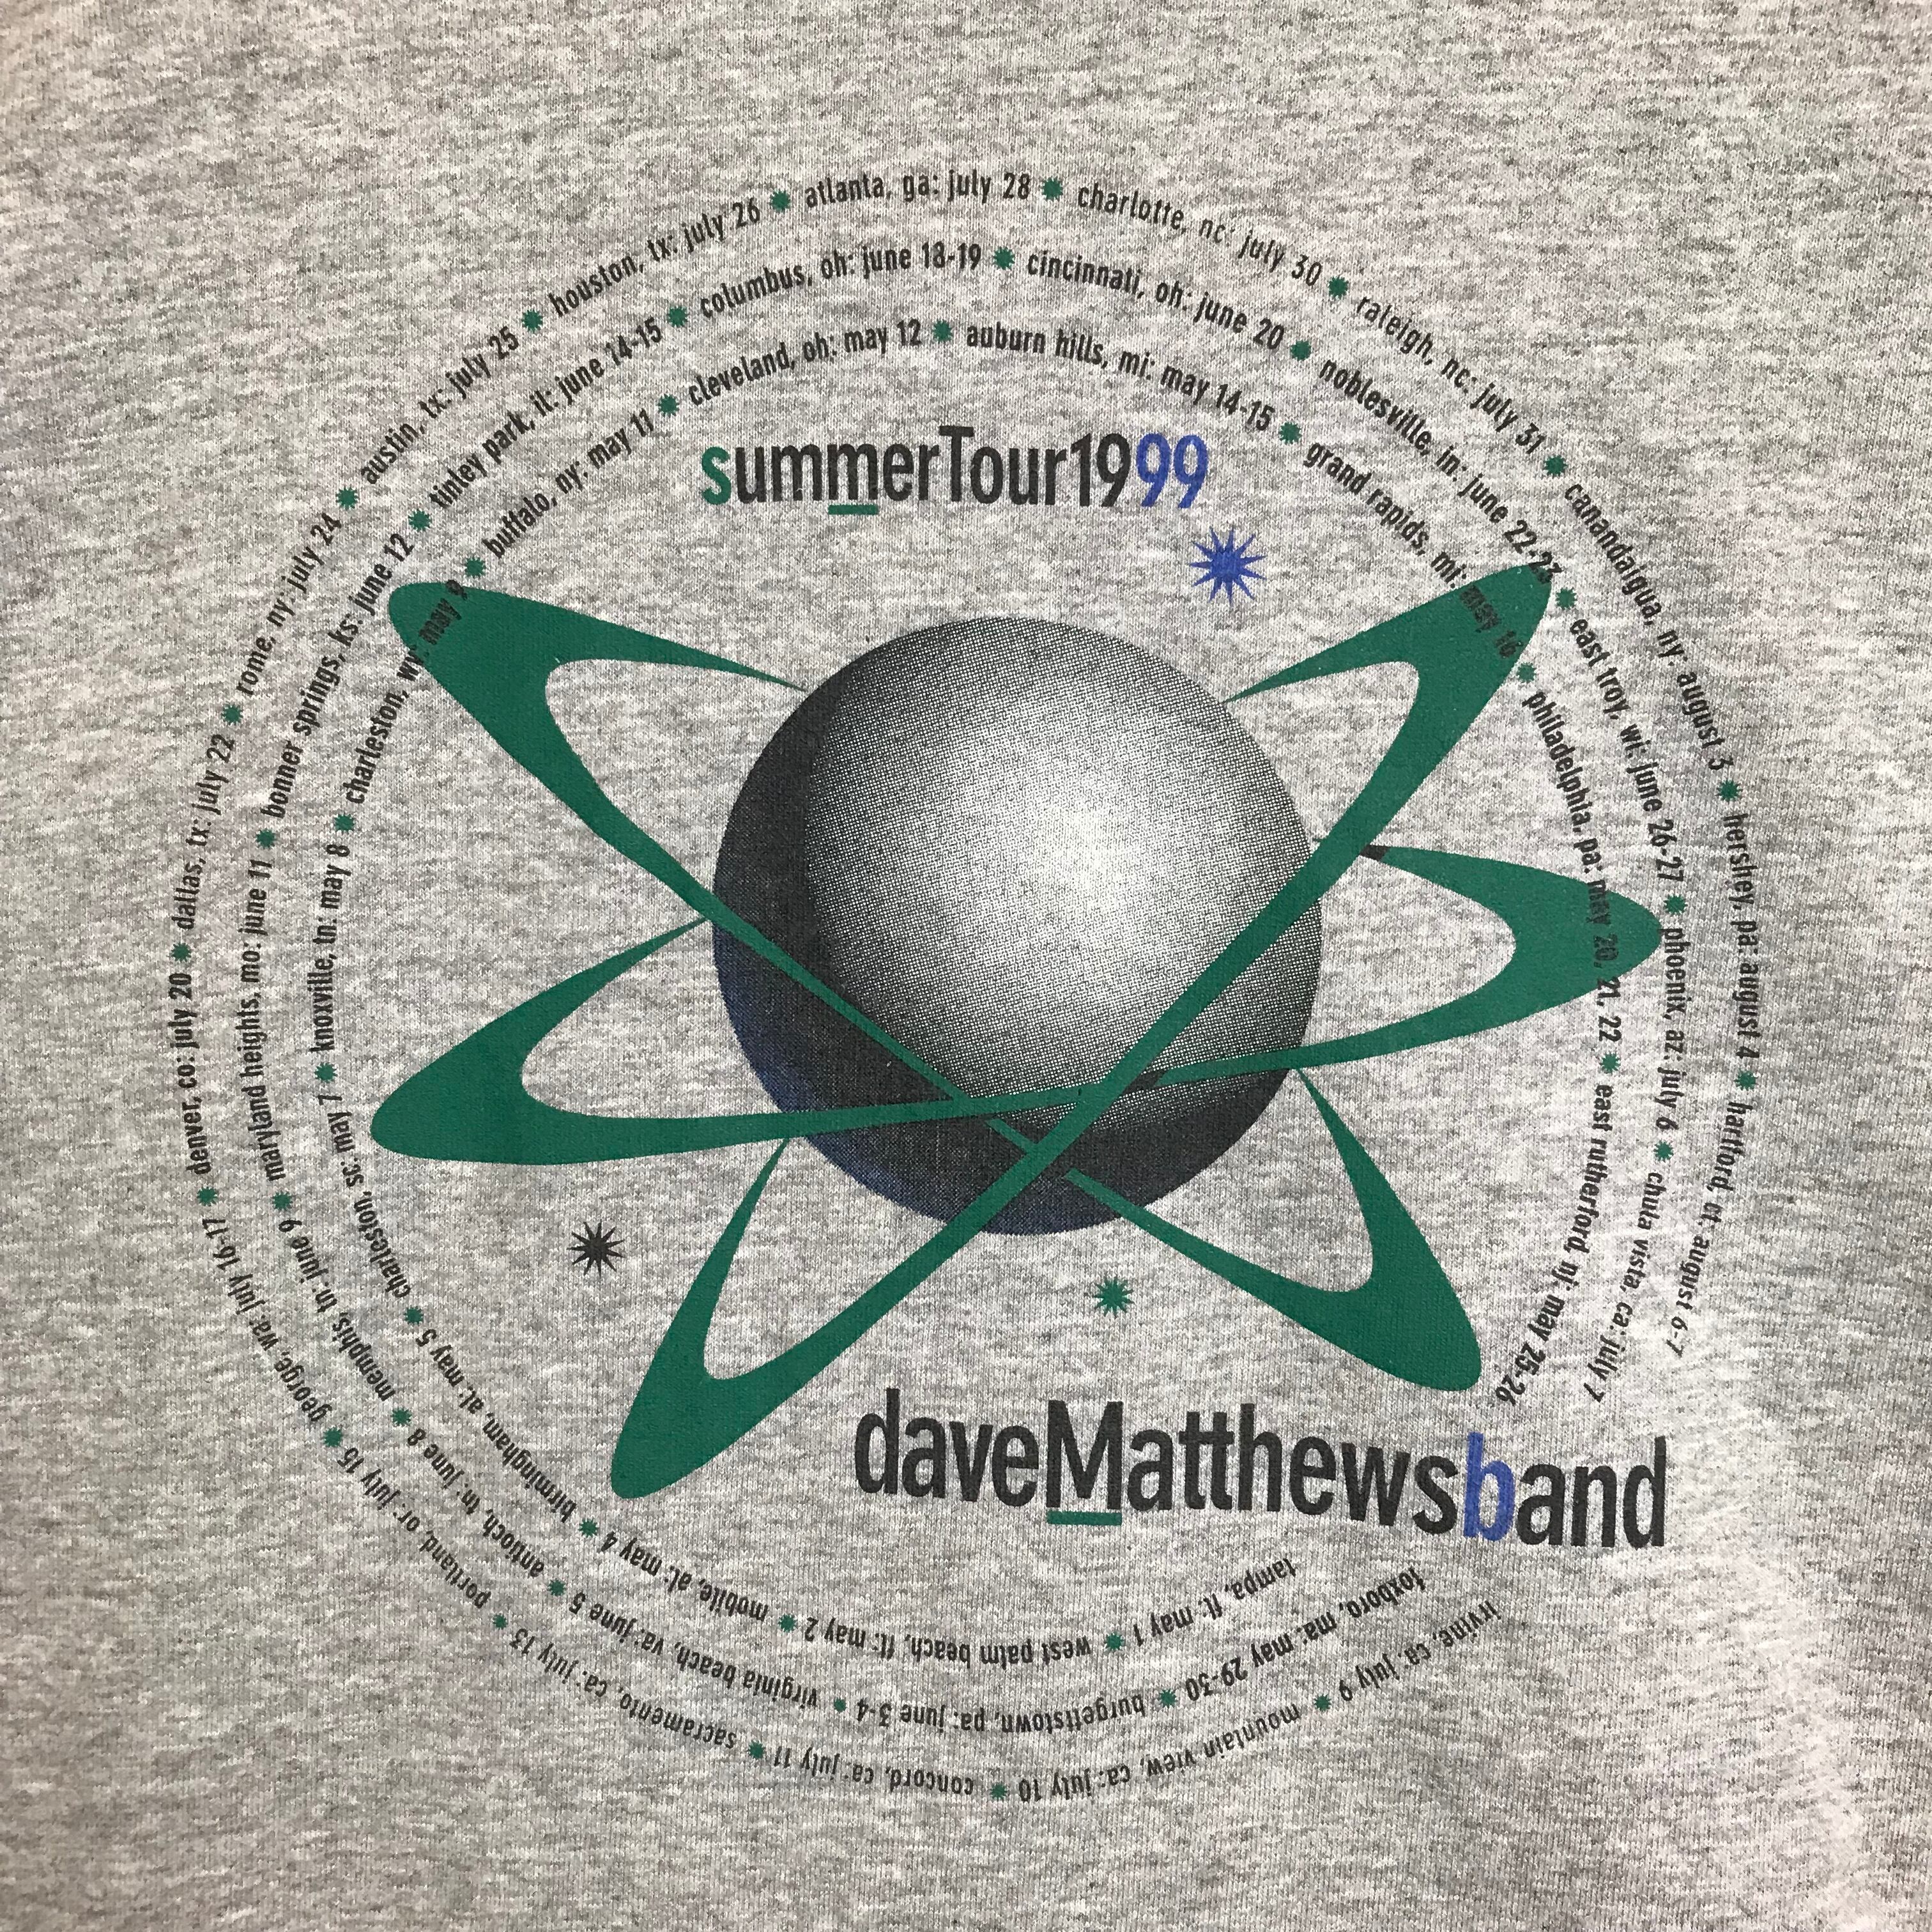 summerTour1999
daveMatthewsband
tampa, fl: may 1 * west palm beach, fl: may 2 * mobile, al: may 4 * birmingham, al: may 5 * charleston, sc: may 7 * knoxville, tn: may 8 * charleston, wv: may 9 * buffalo, ny: may 11 * cleveland, oh: may 12 * auburn hills, mi: may 14-15 * grand rapids, mi: may 16 * philadelphia, pa: may 20, 21, 22 * east rutherford, nj: may 25-26
foxboro, ma: may 29-30 * burgettstown, pa: june 3-4 * virginia beach, va: june 5 * antioch, tn: june 8 * memphis, tn: june 9 * maryland heights, mo: june 11 * bonner springs, ks: june 12 * tinley park, il: june 14-15 * columbus, oh: june 18-19 * cincinnati, oh: june 20 * noblesville, in: june 22-23 * east troy, wi: june 26-27 * phoenix, az: july 6 * chula vista, ca: july 7
irvine, ca: july 9 * mountain view, ca: july 10 * concord, ca: july 11 * sacramento, ca: july 13 * portland, or: july 15 * george, wa: july 16-17 * denver, co: july 20 * dallas, tx: july 22 * rome, ny: july 24 * austin, tx: july 25 * houston, tx: july 26 * atlanta, ga: july 28 * charlotte, nc: july 30 * raleigh, nc: july 31 * canandaigua, ny: august 3 * hershey, pa: august 4 * hartford, ct: august 6-7